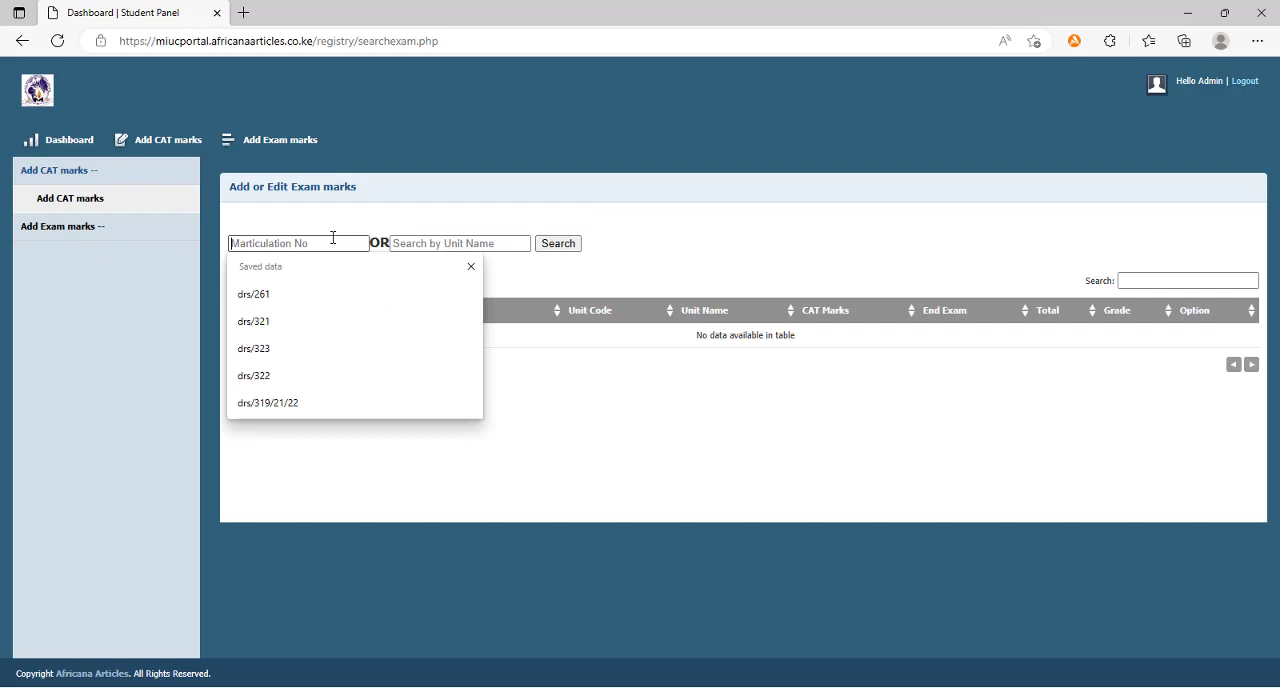 Dashboard | Student Panel
https://miucportal.africanaarticles.co.ke/registry/searchexam.php
Hello Admin | Logout
Dashboard
Add CAT marks
Add Exam marks
Add CAT marks --
Add CAT marks
Add Exam marks --
Add or Edit Exam marks
Marticulation No OR Search by Unit Name Search
Saved data
drs/261
drs/321
drs/323
drs/322
drs/319/21/22
Search:
Unit Code Unit Name CAT Marks End Exam Total Grade Option
No data available in table
Copyright Africana Articles. All Rights Reserved.